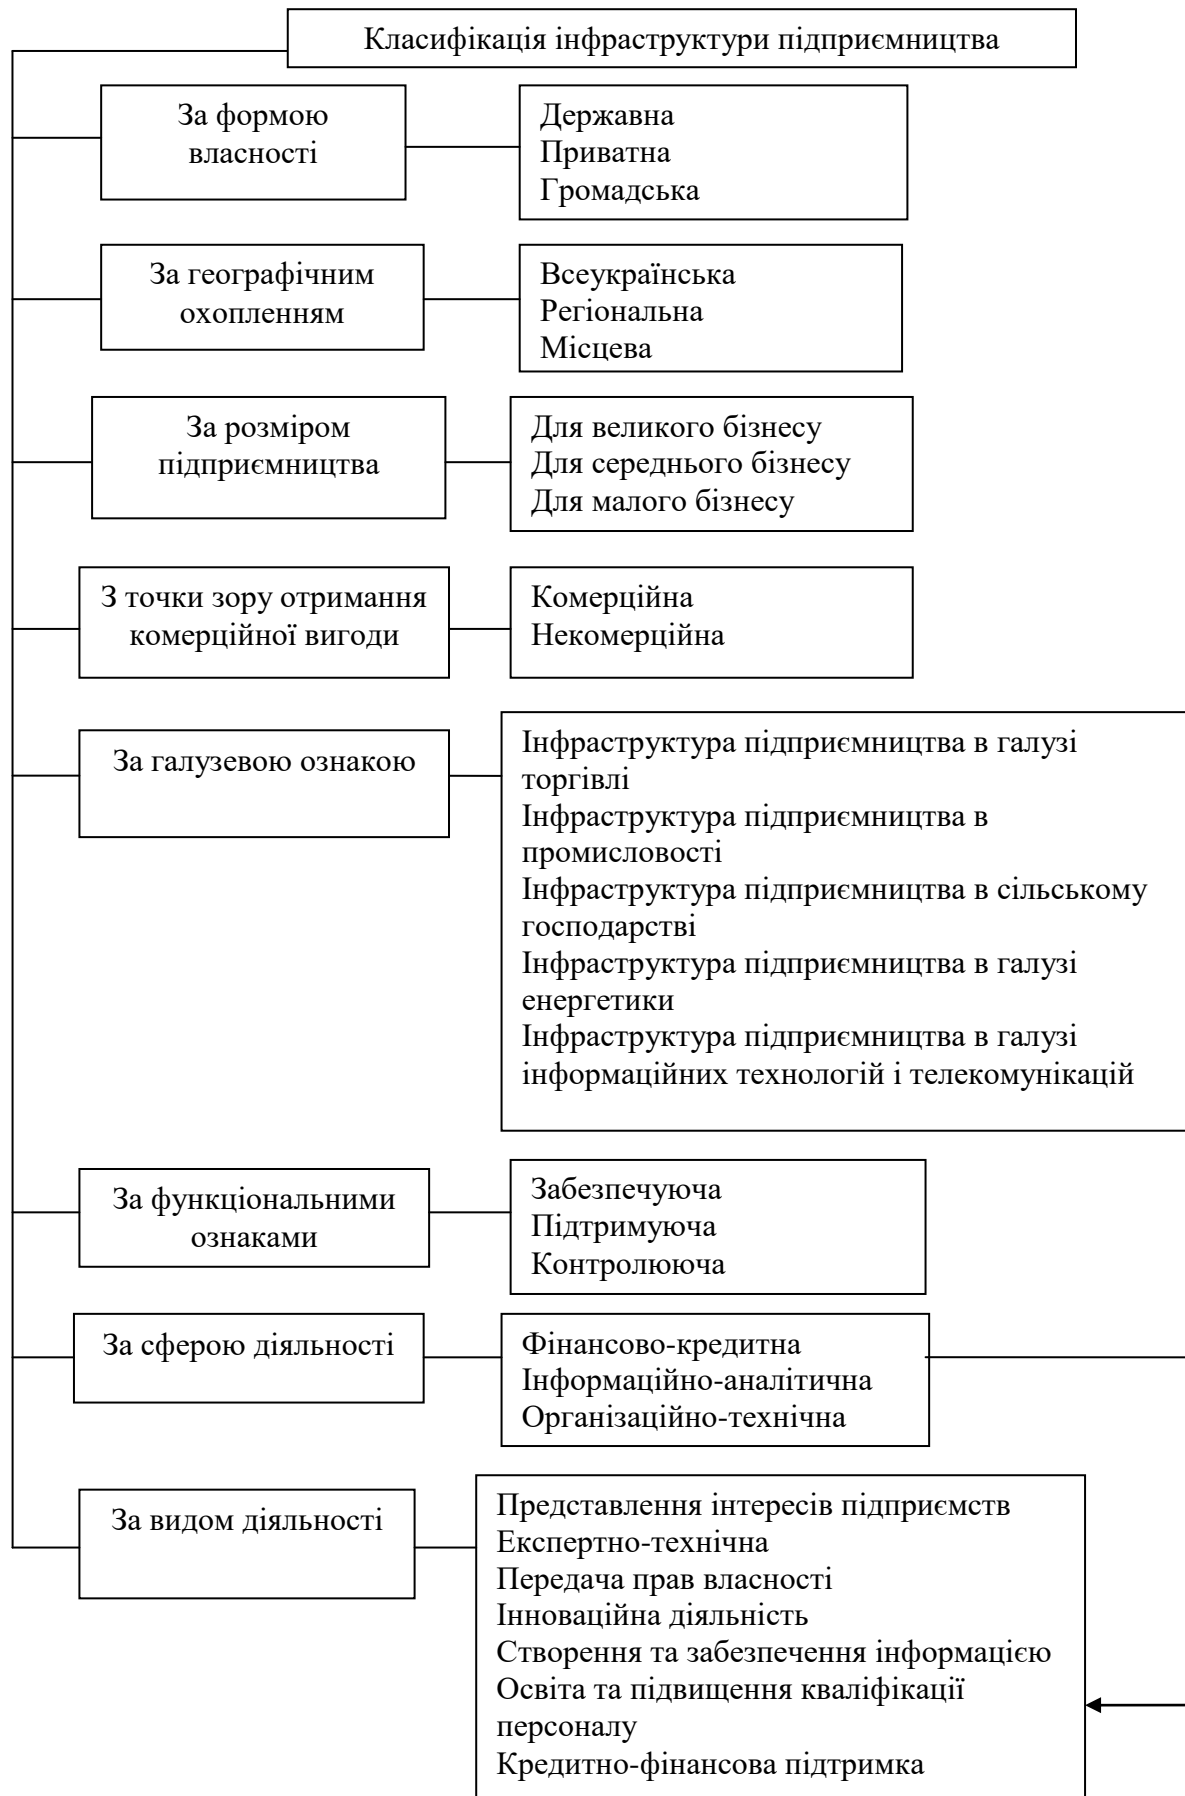 Класифікація інфраструктури підприємництва
За формою
власності
Державна
Приватна
Громадська
За географічним
охопленням
Всеукраїнська
Регіональна
Місцева
За розміром
підприємництва
Для великого бізнесу
Для середнього бізнесу
Для малого бізнесу
З точки зору отримання
комерційної вигоди
Комерційна
Некомерційна
За галузевою ознакою
Інфраструктура підприємництва в галузі
торгівлі
Інфраструктура підприємництва в
промисловості
Інфраструктура підприємництва в сільському
господарстві
Інфраструктура підприємництва в галузі
енергетики
Інфраструктура підприємництва в галузі
інформаційних технологій і телекомунікацій
За функціональними
ознаками
Забезпечуюча
Підтримуюча
Контролююча
За сферою діяльності
Фінансово-кредитна
Інформаційно-аналітична
Організаційно-технічна
За видом діяльності
Представлення інтересів підприємств
Експертно-технічна
Передача прав власності
Інноваційна діяльність
Створення та забезпечення інформацією
Освіта та підвищення кваліфікації
персоналу
Кредитно-фінансова підтримка